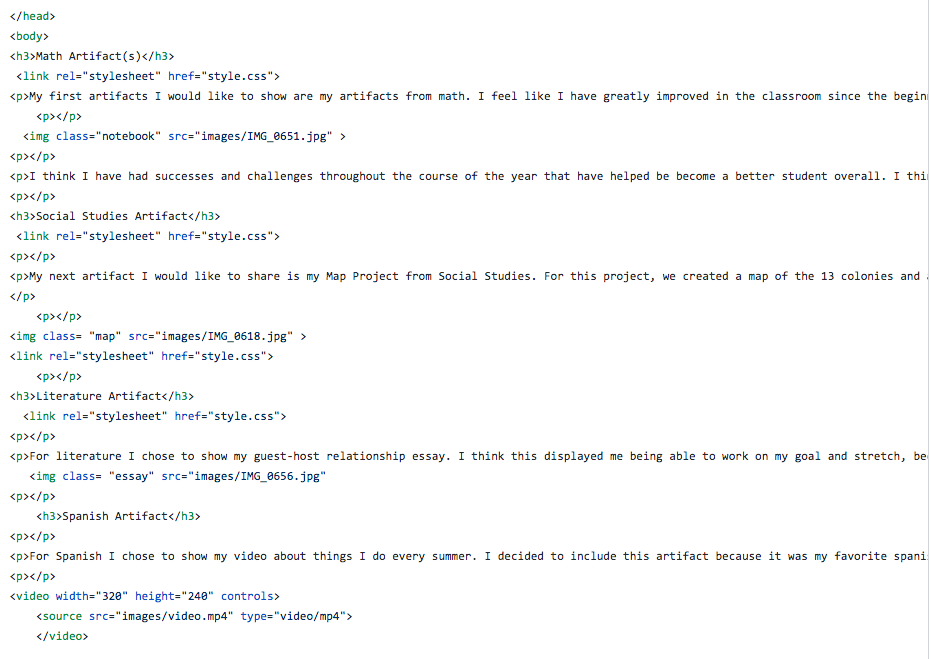 </head>
<body>
<h3>Math Artifact(s)</h3>
<link rel="stylesheet" href="style.css">
<p>My first artifacts I would like to show are my artifacts from math. I feel like I have greatly improved in the classroom since the
<p></p>
<img class="notebook" src="images/IMG_0651.jpg" >
<p></p>
<p>I think I have had successes and challenges throughout the course of the year that have helped be become a better student overall. I
<p></p>
<h3>Social Studies Artifact</h3>
<link rel="stylesheet" href="style.css">
<p></p>
<p>My next artifact I would like to share is my Map Project from Social Studies. For this project, we created a map of the 13 colonies and
</p>
<p></p>
<img class= "map" src="images/IMG_0618.jpg" >
<link rel="stylesheet" href="style.css">
<p></p>
<h3>Literature Artifact</h3>
<link rel="stylesheet" href="style.css">
<p></p>
<p>For literature I chose to show my guest-host relationship essay. I think this displayed me being able to work on my goal and stretch,
<img class= "essay" src="images/IMG_0656.jpg"
<p></p>
<h3>Spanish Artifact</h3>
<p></p>
<p>For Spanish I chose to show my video about things I do every summer. I decided to include this artifact because it was my favorite
<p></p>
<video width="320" height="240" controls>
<source src="images/video.mp4" type="video/mp4">
</video>